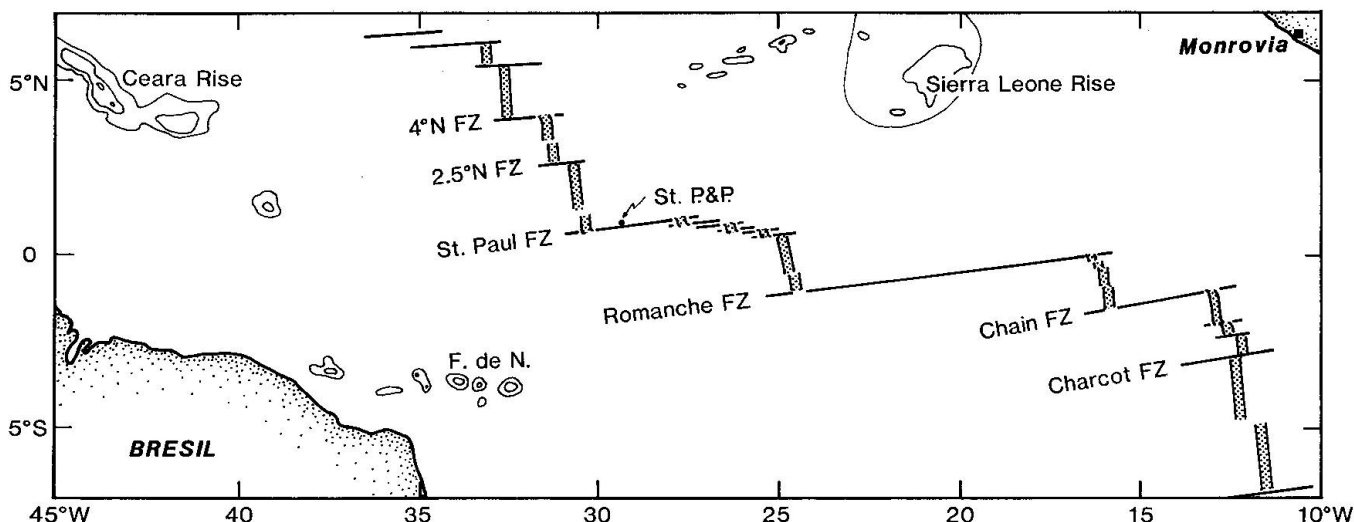 Monrovia
Ceara Rise
5°N
Sierra Leone Rise
4°N FZ
2.5°N FZ
St. P.&P.
St. Paul FZ
0
Romanche FZ
Chain FZ
F. de N.
Charcot FZ
5°S
BRESIL
45°W
40
35
30
25
20
15
10°W